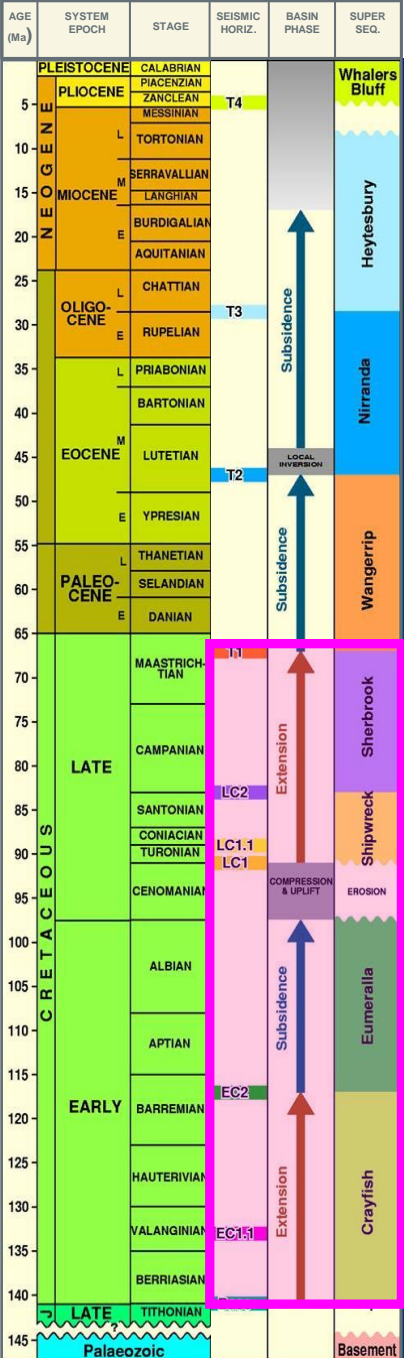 AGE
(Ma)
SYSTEM
EPOCH
STAGE
SEISMIC
HORIZ.
BASIN
PHASE
SUPER
SEQ.
PLEISTOCENE
CALABRIAN
PLIOCENE
PIACENZIAN
ZANCLEAN
T4
Whalers
Bluff
5
NEOGENE
MIOCENE
L
M
E
MESSINIAN
TORTONIAN
SERRAVALLIAN
LANGHIAN
BURDIGALIAN
AQUITANIAN
10
15
20
Heytesbury
Subsidence
25
OLIGO-
CENE
L
E
CHATTIAN
RUPELIAN
T3
30
35
EOCENE
L
M
E
PRIABONIAN
BARTONIAN
LUTETIAN
YPRESIAN
40
45
50
Nirranda
LOCAL
INVERSION
T2
Subsidence
Wangerrip
55
PALEO-
CENE
L
E
THANETIAN
SELANDIAN
DANIAN
60
65
T1
CRETACEOUS
LATE
MAASTRICH-
TIAN
CAMPANIAN
SANTONIAN
CONIACIAN
TURONIAN
CENOMANIAN
70
75
80
85
90
95
Extension
Sherbrook
LC2
LC1.1
LC1
Shipwreck
COMPRESSION
& UPLIFT
EROSION
EARLY
ALBIAN
APTIAN
BARREMIAN
HAUTERIVIAN
VALANGINIAN
BERRIASIAN
100
105
110
115
120
125
130
135
140
Subsidence
Eumeralla
EC2
Extension
EC1.1
Crayfish
J
LATE
TITHONIAN
?
145
Palaeozoic
Basement